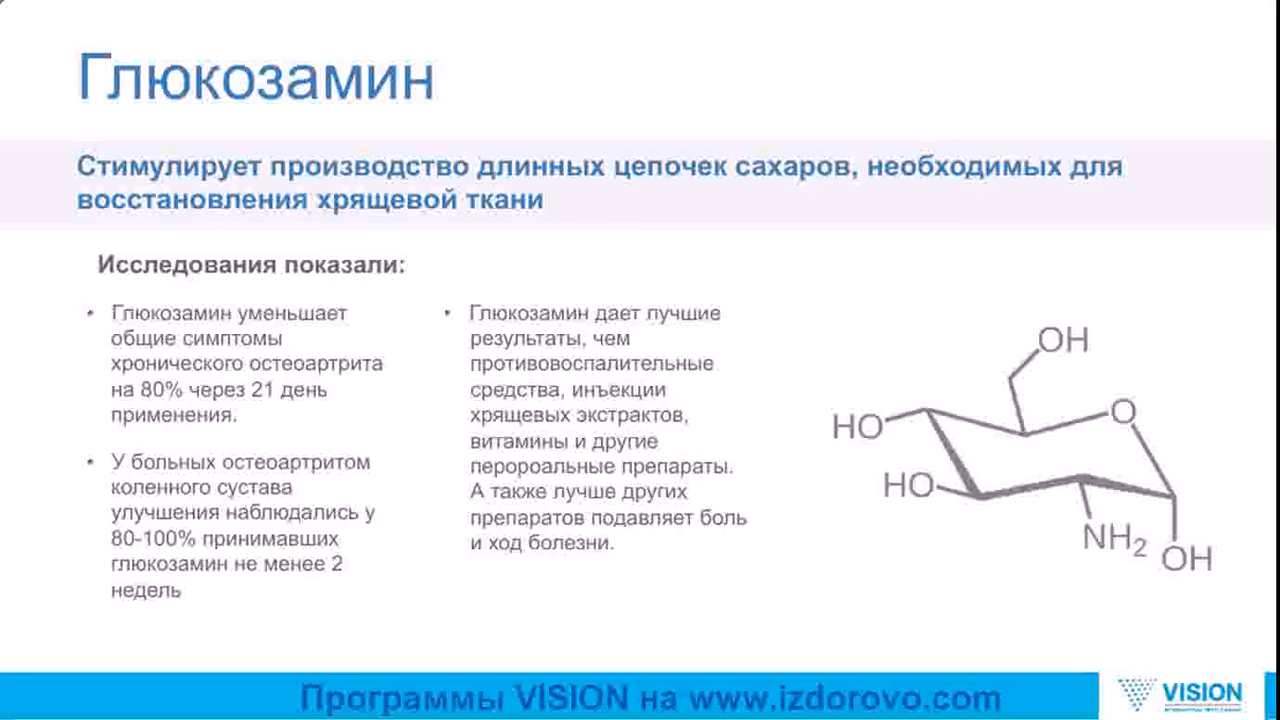 Глюкозамин
Стимулирует производство длинных цепочек сахаров, необходимых для
восстановления хрящевой ткани
Исследования показали:
• Глюкозамин уменьшает
общие симптомы
хронического остеоартрита
на 80% через 21 день
применения.
• У больных остеоартритом
коленного сустава
улучшения наблюдались у
80-100% принимавших
глюкозамин не менее 2
недель
• Глюкозамин дает лучшие
результаты, чем
противовоспалительные
средства, инъекции
хрящевых экстрактов,
витамины и другие
перороальные препараты.
А также лучше других
препаратов подавляет боль
и ход болезни.
OH
O
HO
HO
NH2
OH
Программы VISION на www.izdorovo.com
VISION